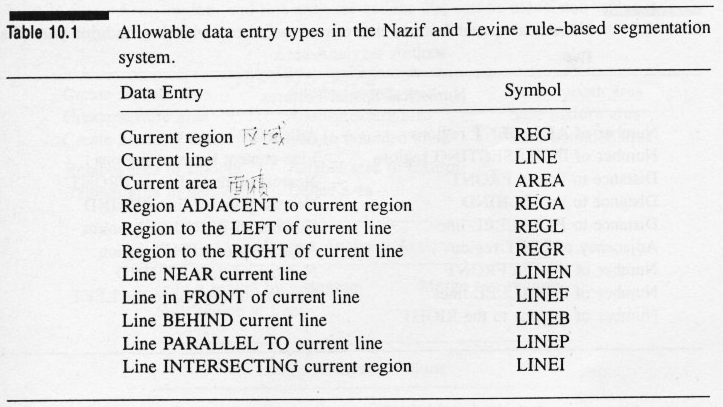 Table 10.1 Allowable data entry types in the Nazif and Levine rule-based segmentation
system.
Data Entry Symbol
Current region 区域 REG
Current line LINE
Current area 面积 AREA
Region ADJACENT to current region REGA
Region to the LEFT of current line REGL
Region to the RIGHT of current line REGR
Line NEAR current line LINEN
Line in FRONT of current line LINEF
Line BEHIND current line LINEB
Line PARALLEL TO current line LINEP
Line INTERSECTING current region LINEI